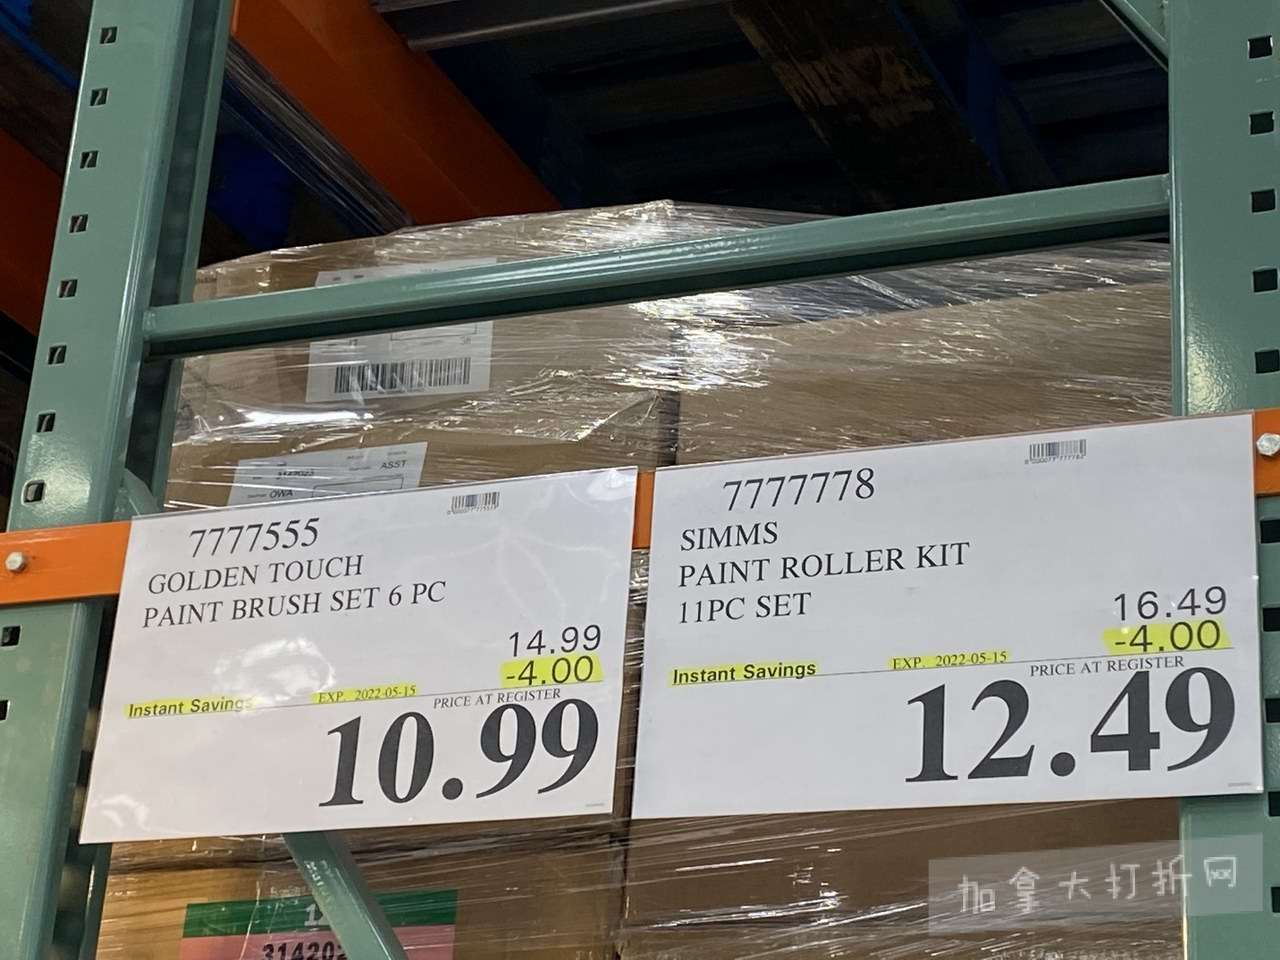 ASST
OWA
7777555
GOLDEN TOUCH
PAINT BRUSH SET 6 PC
14.99
-4.00
Instant Savings
EXP. 2022-05-15
PRICE AT REGISTER
10.99
7777778
SIMMS
PAINT ROLLER KIT
11PC SET
16.49
-4.00
Instant Savings
EXP. 2022-05-15
PRICE AT REGISTER
12.49
加拿大打折网